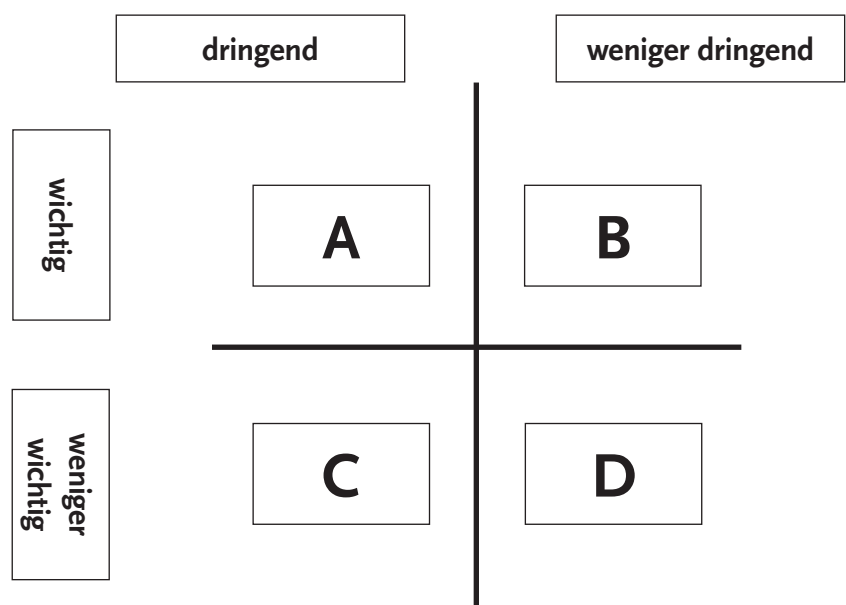 dringend
weniger dringend
wichtig
A
B
weniger
wichtig
C
D